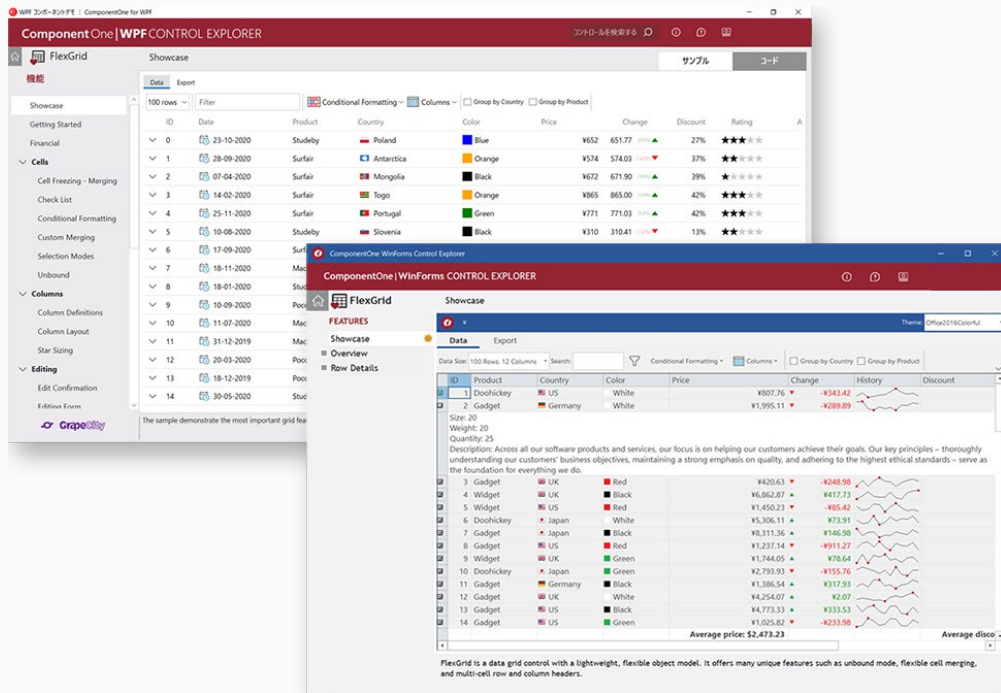 WPF コンポーネントデモ | ComponentOne for WPF
ComponentOne|WPF CONTROL EXPLORER コントロールを検索する
FlexGrid Showcase サンプル コード
機能
Data Export
Showcase
Getting Started
Financial
Cells
Cell Freezing - Merging
Check List
Conditional Formatting
Custom Merging
Selection Modes
Unbound
Columns
Column Definitions
Column Layout
Star Sizing
Editing
Edit Confirmation
Editing Form
GrapeCity
100 rows Filter Conditional Formatting Columns Group by Country Group by Product
ID Date Product Country Color Price Change Discount Rating A
0 23-10-2020 Studeby Poland Blue ¥652 651.77 27%
1 28-09-2020 Surfair Antarctica Orange ¥574 574.03 37%
2 07-04-2020 Surfair Mongolia Black ¥672 671.90 39%
3 14-02-2020 Surfair Togo Orange ¥865 865.00 42%
4 25-11-2020 Surfair Portugal Green ¥771 771.03 42%
5 10-08-2020 Studeby Slovenia Black ¥310 310.41 13%
6 17-09-2020 Surf
7 18-11-2020 Mac
8 18-01-2020 Stud
9 10-09-2020 Poco
10 11-07-2020 Mac
11 31-12-2019 Mac
12 20-03-2020 Poco
13 18-12-2019 Poco
14 30-05-2020 Stud
The sample demonstrate the most important grid fea
ComponentOne WinForms Control Explorer
ComponentOne|WinForms CONTROL EXPLORER
FlexGrid Showcase
FEATURES
Showcase
Overview
Row Details
Theme: Office2016Colorful
Data Export
Data Size: 100 Rows, 12 Columns Search: Conditional Formatting Columns Group by Country Group by Product
ID Product Country Color Price Change History Discount
1 Doohickey US White ¥807.76 -¥343.42
2 Gadget Germany White ¥1,995.11 -¥289.89
Size: 20
Weight: 20
Quantity: 25
Description: Across all our software products and services, our focus is on helping our customers achieve their goals. Our key principles – thoroughly
understanding our customers' business objectives, maintaining a strong emphasis on quality, and adhering to the highest ethical standards – serve as
the foundation for everything we do.
3 Gadget UK Red ¥420.63 -¥248.98
4 Widget UK Black ¥6,862.87 ¥417.73
5 Widget US Red ¥1,450.23 -¥85.42
6 Doohickey Japan White ¥5,306.11 ¥73.91
7 Gadget Japan Black ¥8,311.36 ¥146.98
8 Gadget US Red ¥1,237.14 -¥911.27
9 Widget UK Green ¥1,744.05 ¥78.64
10 Doohickey Japan Green ¥2,793.93 -¥155.76
11 Gadget Germany Black ¥1,386.54 ¥317.93
12 Gadget UK White ¥4,254.07 ¥2.07
13 Gadget US Black ¥4,773.33 ¥333.53
14 Gadget US Green ¥1,025.82 -¥233.98
Average price: $2,473.23 Average disco
FlexGrid is a data grid control with a lightweight, flexible object model. It offers many unique features such as unbound mode, flexible cell merging,
and multi-cell row and column headers.